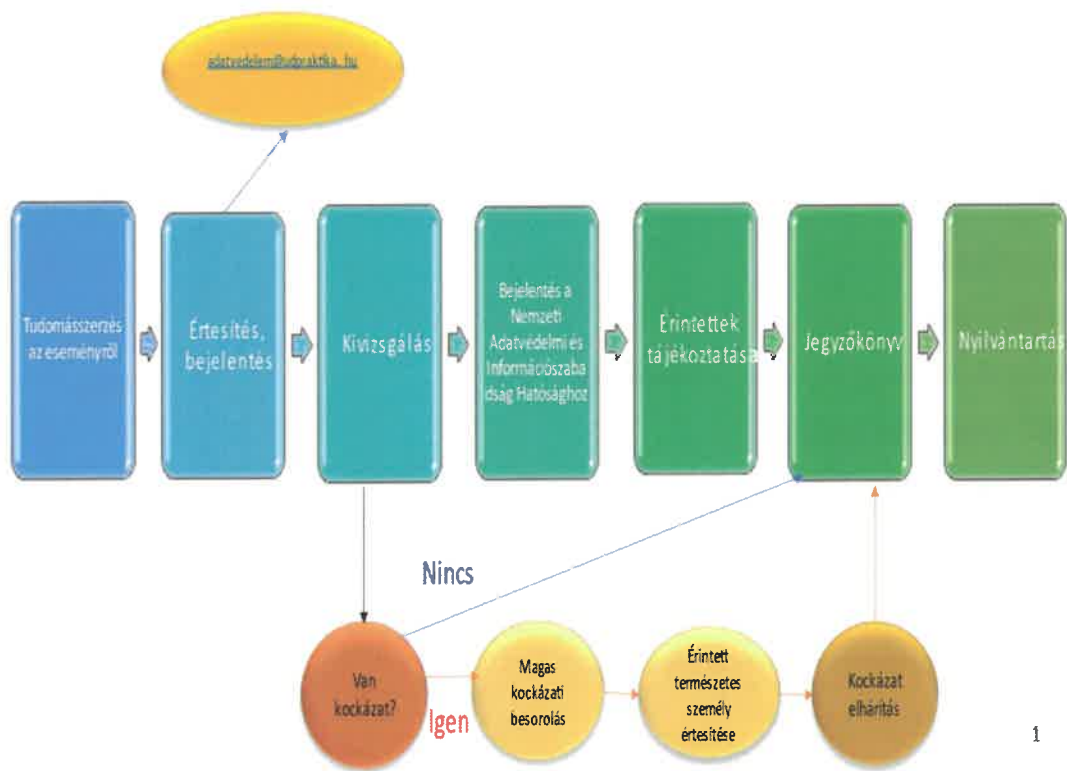 adatvedelem@tudpraktika.hu
Tudomásszerzés
az eseményről
Értesítés,
bejelentés
Kivizsgálás
Bejelentés a
Nemzeti
Adatvédelmi és
Információszaba
dság Hatósághoz
Érintettek
tájékoztatása
Jegyzőkönyv
Nyilvántartás
Nincs
Van
kockázat?
Igen
Magas
kockázati
besorolás
Érintett
természetes
személy
értesítése
Kockázat
elhárítás
1